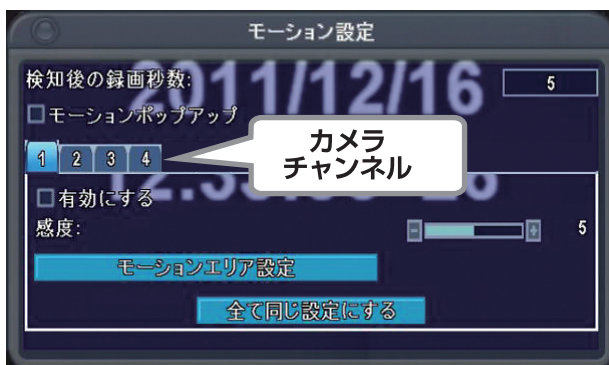 モーション設定
検知後の録画秒数: 5
2011/12/16
モーションポップアップ
カメラ
チャンネル
1 2 3 4
有効にする
感度: 5
モーションエリア設定
全て同じ設定にする